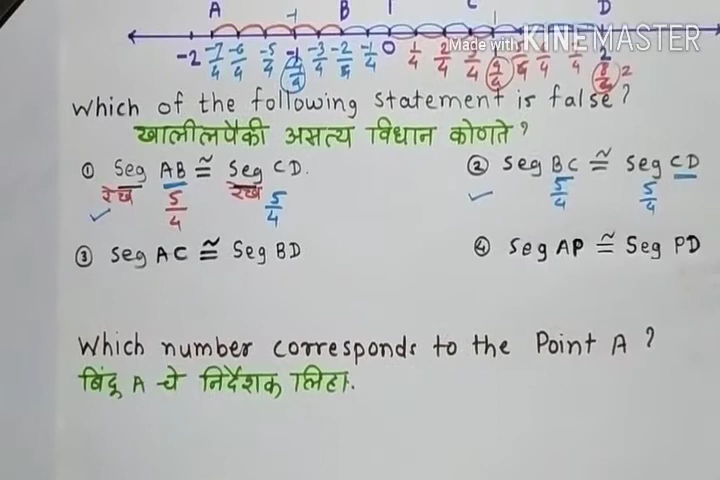 A -1 B C D
-2 -7/4 -6/4 -5/4 -1 -3/4 -2/4 -1/4 0 1/4 2/4 3/4 1 5/4 2
Made with KINEMASTER
Which of the following statement is false?
खालीलपैकी असत्य विधान कोणते?
① Seg AB ≅ Seg CD. ② Seg BC ≅ Seg CD
रेख 5/4 रेख 5/4 5/4 5/4
③ Seg AC ≅ Seg BD ④ Seg AP ≅ Seg PD
Which number corresponds to the Point A ?
बिंदू A चे निर्देशक लिहा.